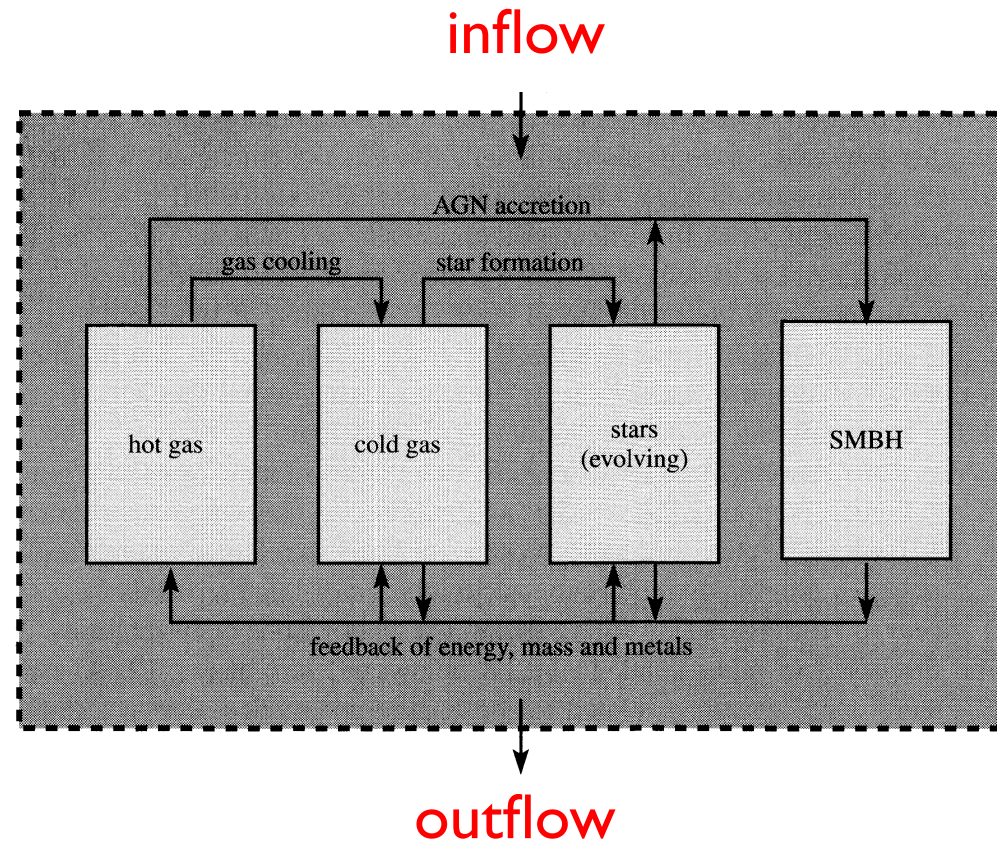 inflow
AGN accretion
gas cooling
star formation
hot gas
cold gas
stars
(evolving)
SMBH
feedback of energy, mass and metals
outflow